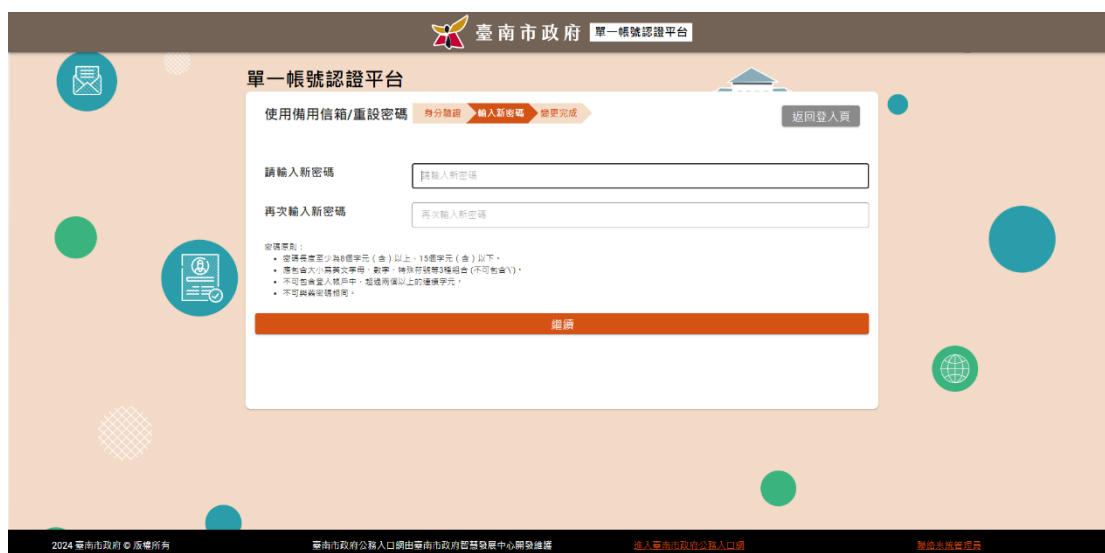 臺南市政府 單一帳號認證平台
單一帳號認證平台
使用備用信箱/重設密碼 身分驗證 輸入新密碼 變更完成 返回登入頁
請輸入新密碼 請輸入新密碼
再次輸入新密碼 再次輸入新密碼
密碼原則：
• 密碼長度至少為8個字元（含）以上、15個字元（含）以下。
• 應包含大小寫英文字母、數字、特殊符號等3種組合(不可包含'\')。
• 不可包含登入帳戶中，超過兩個以上的連續字元。
• 不可與舊密碼相同。
繼續
2024 臺南市政府 © 版權所有 臺南市政府公務入口網由臺南市政府智慧發展中心開發維護 進入臺南市政府公務入口網 聯絡系統管理員